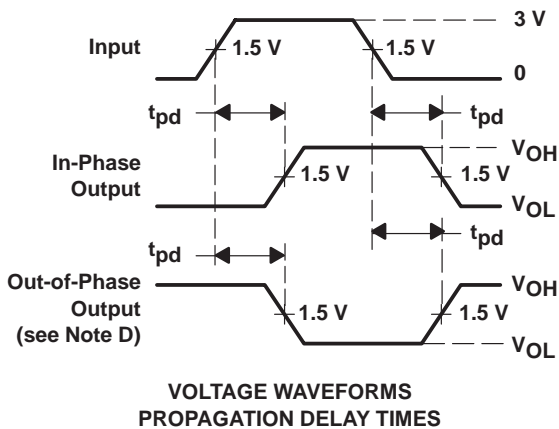 3 V
Input
1.5 V
1.5 V
0
tpd
tpd
In-Phase
Output
VOH
1.5 V
1.5 V
VOL
tpd
tpd
Out-of-Phase
Output
(see Note D)
VOH
1.5 V
1.5 V
VOL
VOLTAGE WAVEFORMS
PROPAGATION DELAY TIMES